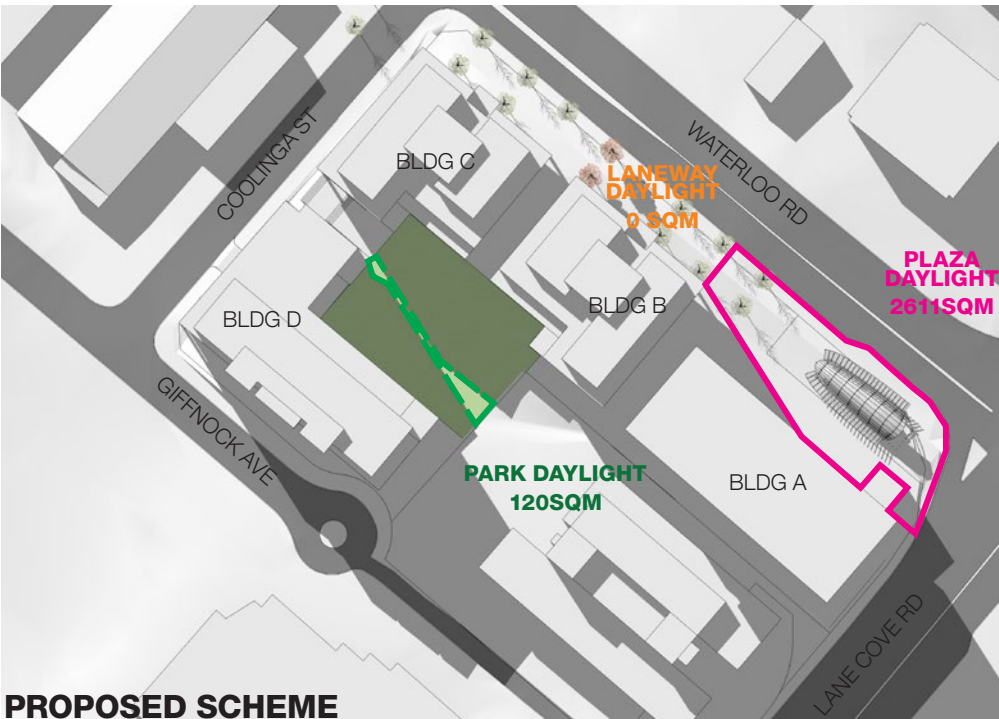 COOLINGA ST
BLDG C
WATERLOO RD
LANEWAY
DAYLIGHT
0 SQM
PLAZA
DAYLIGHT
2611SQM
BLDG B
BLDG D
GIFFNOCK AVE
PARK DAYLIGHT
120SQM
BLDG A
LANE COVE RD
PROPOSED SCHEME